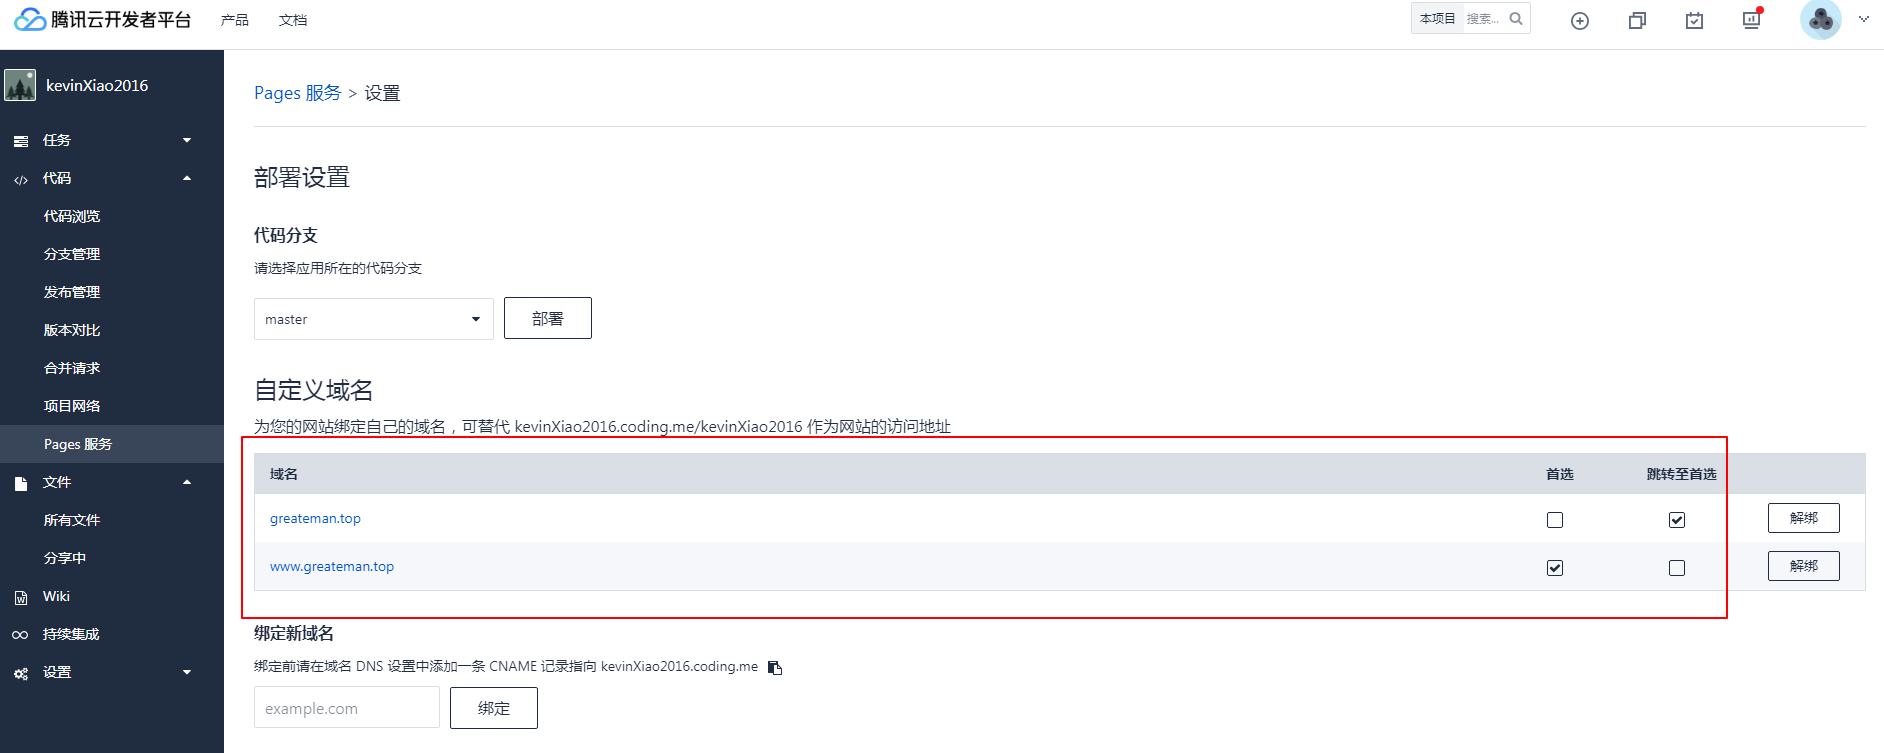 腾讯云开发者平台 产品 文档 本项目 搜索...
kevinXiao2016
任务
代码
代码浏览
分支管理
发布管理
版本对比
合并请求
项目网络
Pages 服务
文件
所有文件
分享中
Wiki
持续集成
设置
Pages 服务 > 设置
部署设置
代码分支
请选择应用所在的代码分支
master 部署
自定义域名
为您的网站绑定自己的域名，可替代 kevinXiao2016.coding.me/kevinXiao2016 作为网站的访问地址
域名 首选 跳转至首选
greateman.top 解绑
www.greateman.top 解绑
绑定新域名
绑定前请在域名 DNS 设置中添加一条 CNAME 记录指向 kevinXiao2016.coding.me
example.com 绑定